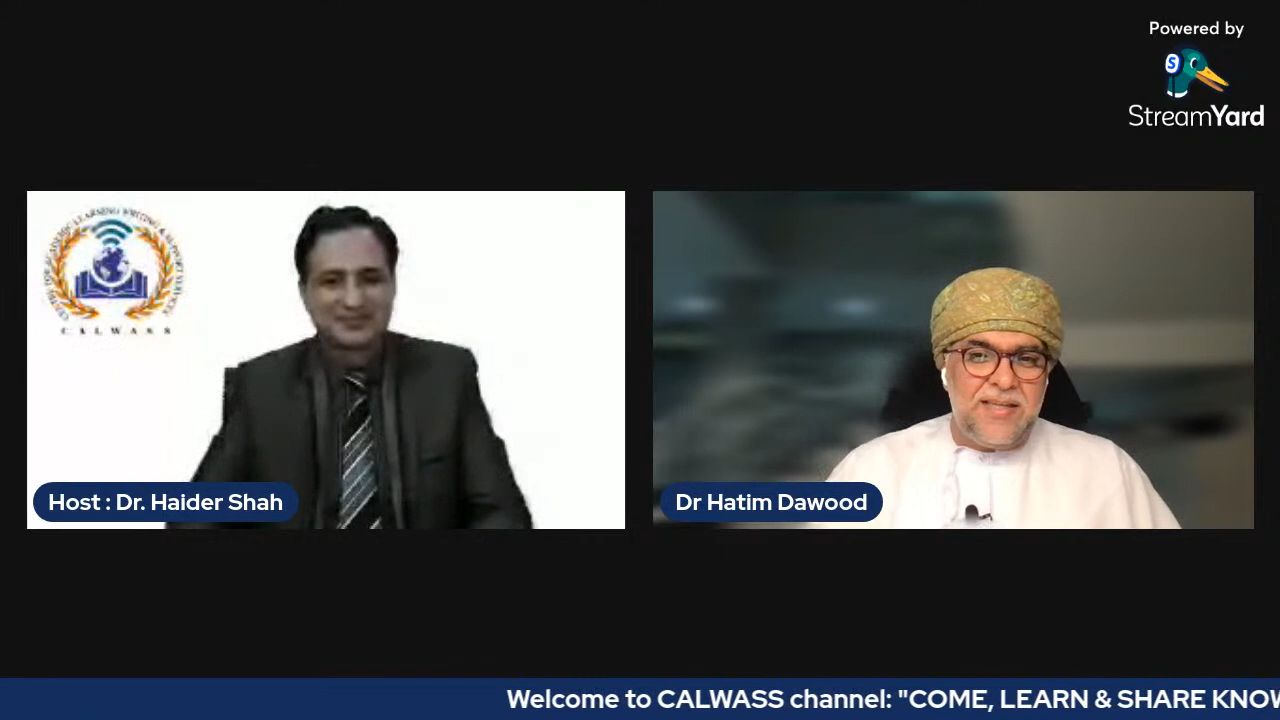 Powered by
S
StreamYard
CALWASS
Host : Dr. Haider Shah
Dr Hatim Dawood
Welcome to CALWASS channel: "COME, LEARN & SHARE KNOW